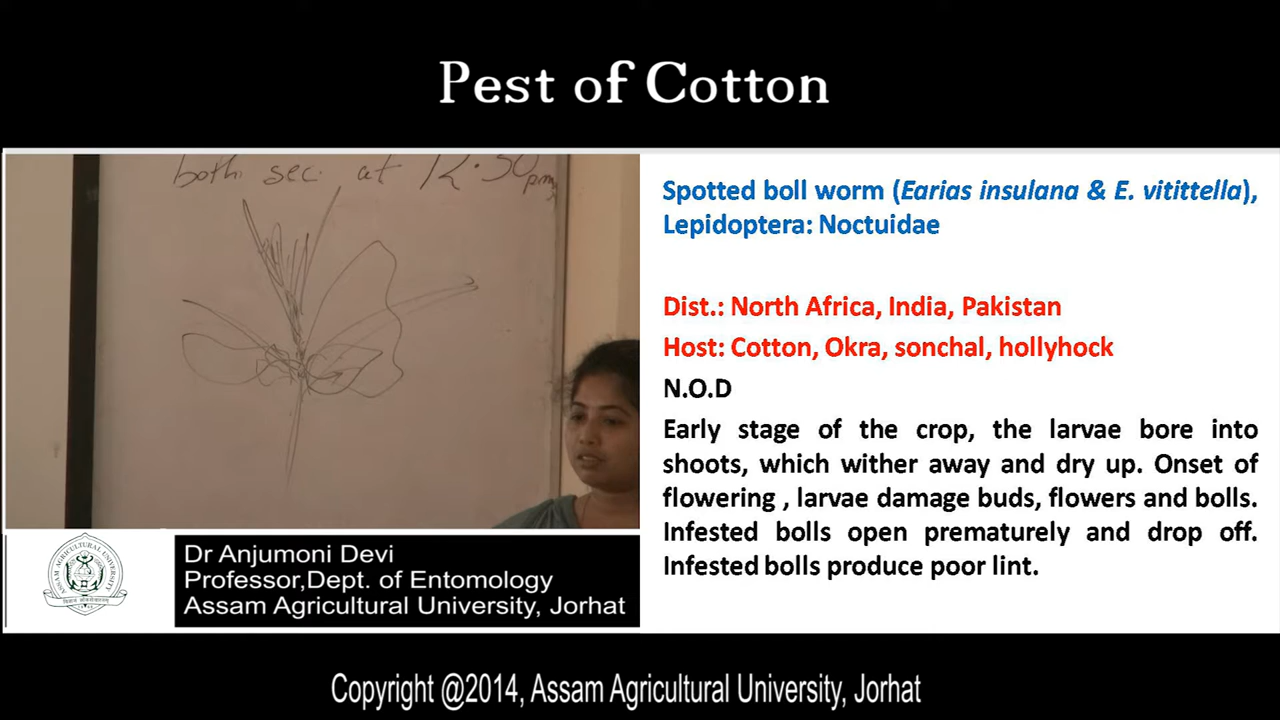 Pest of Cotton
both sec. at 12.30 pm
Spotted boll worm (Earias insulana & E. vitittella),
Lepidoptera: Noctuidae
Dist.: North Africa, India, Pakistan
Host: Cotton, Okra, sonchal, hollyhock
N.O.D
Early stage of the crop, the larvae bore into
shoots, which wither away and dry up. Onset of
flowering , larvae damage buds, flowers and bolls.
Infested bolls open prematurely and drop off.
Infested bolls produce poor lint.
ASSAM AGRICULTURAL UNIVERSITY
Dr Anjumoni Devi
Professor,Dept. of Entomology
Assam Agricultural University, Jorhat
Copyright @2014, Assam Agricultural University, Jorhat